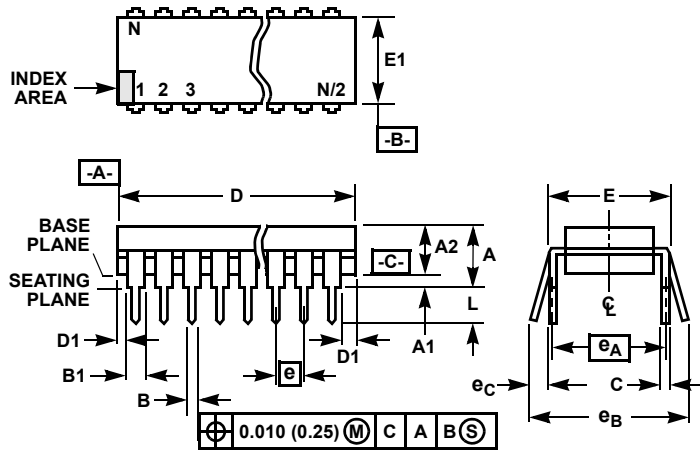 N
E1
INDEX
AREA
1 2 3 N/2
-B-
-A-
D
E
BASE
PLANE
A2
A
-C-
SEATING
PLANE
L
℄
D1
A1
D1
e
eA
B1
eC
C
B
eB
⌖ 0.010 (0.25) Ⓜ C A B Ⓢ